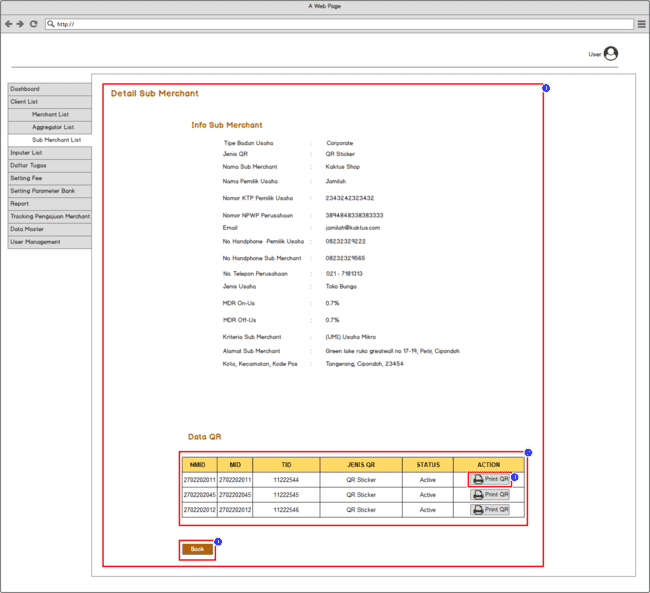 A Web Page
http://
User
Dashboard
Client List
Merchant List
Aggregator List
Sub Merchant List
Inputer List
Daftar Tugas
Setting Fee
Setting Parameter Bank
Report
Tracking Pengajuan Merchant
Data Master
User Management
Detail Sub Merchant
Info Sub Merchant
Tipe Badan Usaha : Corporate
Jenis QR : QR Sticker
Nama Sub Merchant : Kaktus Shop
Nama Pemilik Usaha : Jamilah
Nomor KTP Pemilik Usaha : 2343242323432
Nomor NPWP Perusahaan : 3894848338383333
Email : jamilah@kaktus.com
No. Handphone Pemilik Usaha : 08232329222
No. Handphone Sub Merchant : 08232329565
No. Telepon Perusahaan : 021 - 7181313
Jenis Usaha : Toko Bunga
MDR On-Us : 0.7%
MDR Off-Us : 0.7%
Kriteria Sub Merchant : (UMI) Usaha Mikro
Alamat Sub Merchant : Green lake ruko greatwall no 17-19, Petir, Cipondoh
Kota, Kecamatan, Kode Pos : Tangerang, Cipondoh, 23454
Data QR
NMID MID TID JENIS QR STATUS ACTION
2702202011 2702202011 11222544 QR Sticker Active Print QR
2702202045 2702202045 11222545 QR Sticker Active Print QR
2702202012 2702202012 11222546 QR Sticker Active Print QR
Back